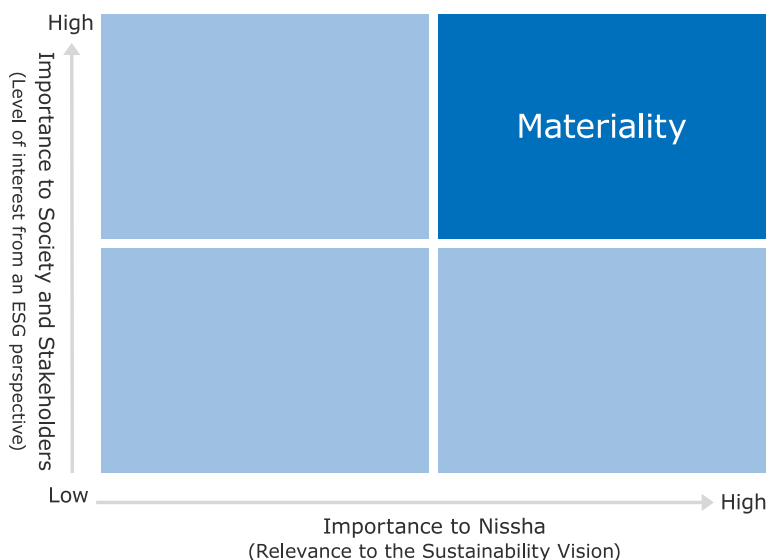 High
Importance to Society and Stakeholders
(Level of interest from an ESG perspective)
Materiality
Low
High
Importance to Nissha
(Relevance to the Sustainability Vision)